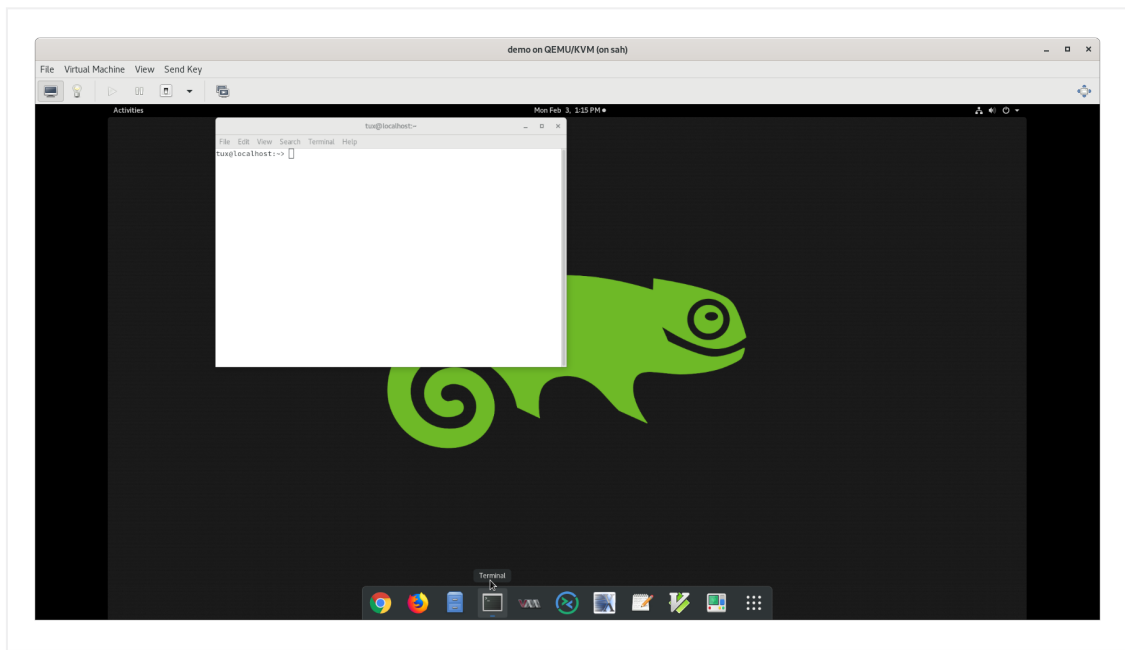 demo on QEMU/KVM (on sah)
File Virtual Machine View Send Key
Activities Mon Feb 3, 1:15 PM
tux@localhost:~
File Edit View Search Terminal Help
tux@localhost:~>
Terminal